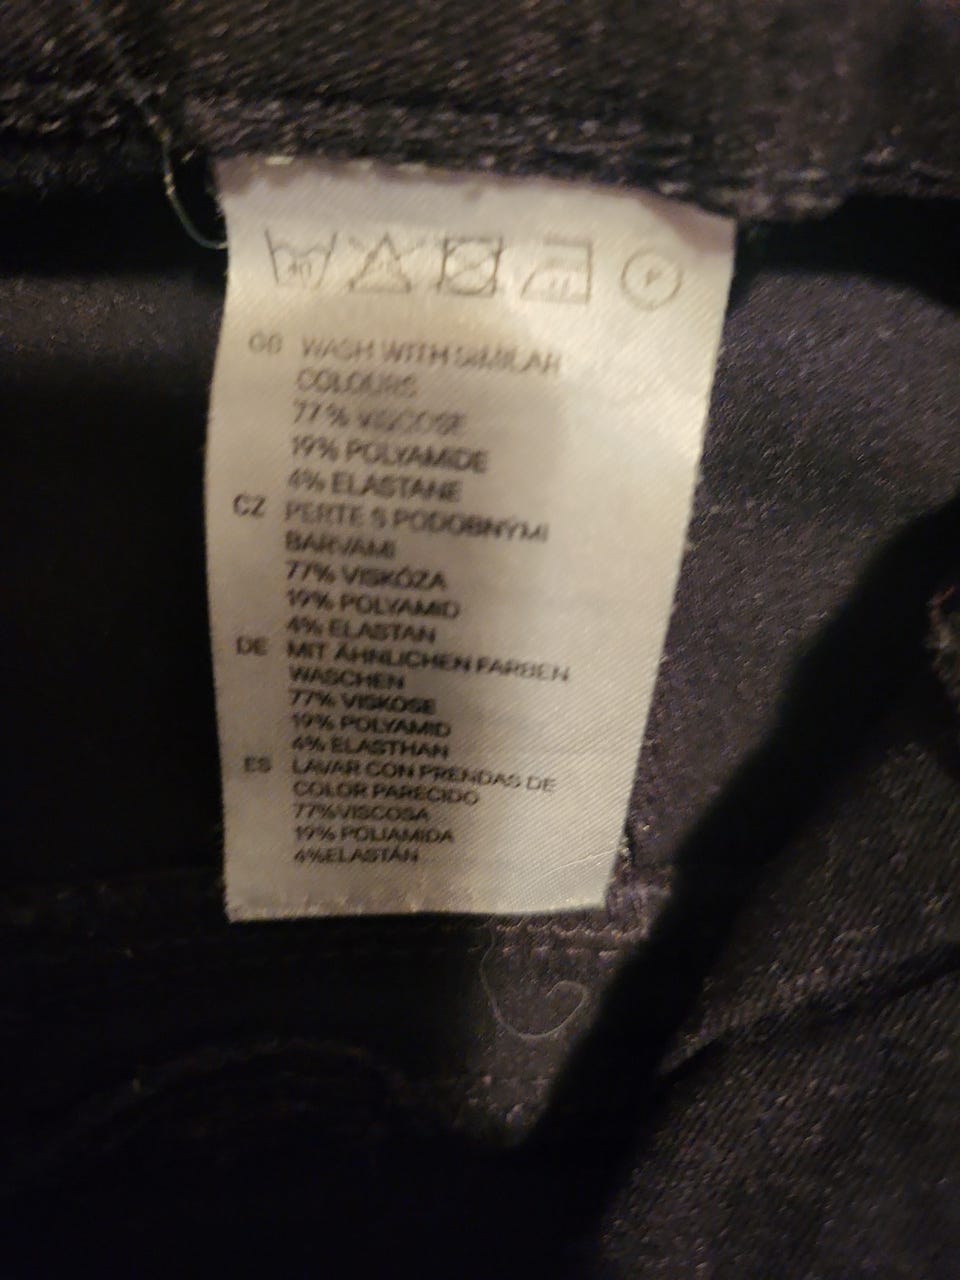 40
P
GB WASH WITH SIMILAR
COLOURS
77% VISCOSE
19% POLYAMIDE
4% ELASTANE
CZ PERTE S PODOBNÝMI
BARVAMI
77% VISKÓZA
19% POLYAMID
4% ELASTAN
DE MIT ÄHNLICHEN FARBEN
WASCHEN
77% VISKOSE
19% POLYAMID
4% ELASTHAN
ES LAVAR CON PRENDAS DE
COLOR PARECIDO
77%VISCOSA
19% POLIAMIDA
4%ELASTÁN